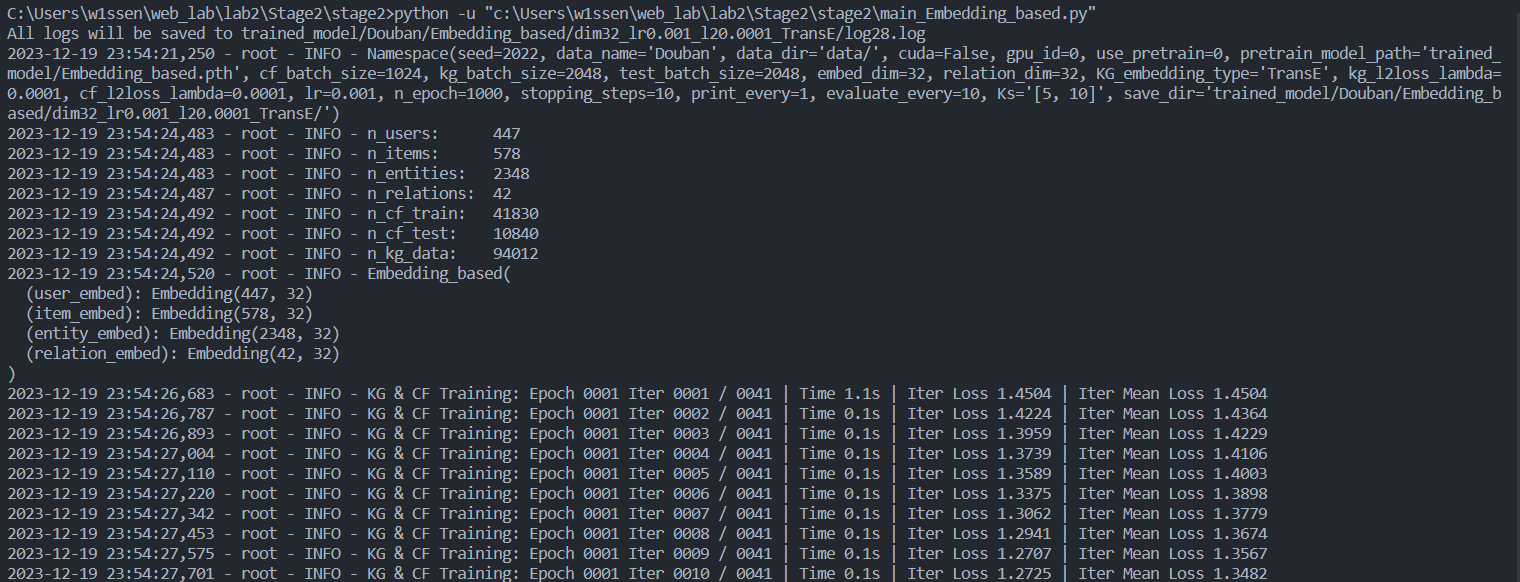 C:\Users\w1ssen\web_lab\lab2\Stage2\stage2>python -u "c:\Users\w1ssen\web_lab\lab2\Stage2\stage2\main_Embedding_based.py"
All logs will be saved to trained_model/Douban/Embedding_based/dim32_lr0.001_l20.0001_TransE/log28.log
2023-12-19 23:54:21,250 - root - INFO - Namespace(seed=2022, data_name='Douban', data_dir='data/', cuda=False, gpu_id=0, use_pretrain=0, pretrain_model_path='trained_
model/Embedding_based.pth', cf_batch_size=1024, kg_batch_size=2048, test_batch_size=2048, embed_dim=32, relation_dim=32, KG_embedding_type='TransE', kg_l2loss_lambda=
0.0001, cf_l2loss_lambda=0.0001, lr=0.001, n_epoch=1000, stopping_steps=10, print_every=1, evaluate_every=10, Ks='[5, 10]', save_dir='trained_model/Douban/Embedding_b
ased/dim32_lr0.001_l20.0001_TransE/')
2023-12-19 23:54:24,483 - root - INFO - n_users:      447
2023-12-19 23:54:24,483 - root - INFO - n_items:      578
2023-12-19 23:54:24,483 - root - INFO - n_entities:   2348
2023-12-19 23:54:24,487 - root - INFO - n_relations:  42
2023-12-19 23:54:24,492 - root - INFO - n_cf_train:   41830
2023-12-19 23:54:24,492 - root - INFO - n_cf_test:    10840
2023-12-19 23:54:24,492 - root - INFO - n_kg_data:    94012
2023-12-19 23:54:24,520 - root - INFO - Embedding_based(
  (user_embed): Embedding(447, 32)
  (item_embed): Embedding(578, 32)
  (entity_embed): Embedding(2348, 32)
  (relation_embed): Embedding(42, 32)
)
2023-12-19 23:54:26,683 - root - INFO - KG & CF Training: Epoch 0001 Iter 0001 / 0041 | Time 1.1s | Iter Loss 1.4504 | Iter Mean Loss 1.4504
2023-12-19 23:54:26,787 - root - INFO - KG & CF Training: Epoch 0001 Iter 0002 / 0041 | Time 0.1s | Iter Loss 1.4224 | Iter Mean Loss 1.4364
2023-12-19 23:54:26,893 - root - INFO - KG & CF Training: Epoch 0001 Iter 0003 / 0041 | Time 0.1s | Iter Loss 1.3959 | Iter Mean Loss 1.4229
2023-12-19 23:54:27,004 - root - INFO - KG & CF Training: Epoch 0001 Iter 0004 / 0041 | Time 0.1s | Iter Loss 1.3739 | Iter Mean Loss 1.4106
2023-12-19 23:54:27,110 - root - INFO - KG & CF Training: Epoch 0001 Iter 0005 / 0041 | Time 0.1s | Iter Loss 1.3589 | Iter Mean Loss 1.4003
2023-12-19 23:54:27,220 - root - INFO - KG & CF Training: Epoch 0001 Iter 0006 / 0041 | Time 0.1s | Iter Loss 1.3375 | Iter Mean Loss 1.3898
2023-12-19 23:54:27,342 - root - INFO - KG & CF Training: Epoch 0001 Iter 0007 / 0041 | Time 0.1s | Iter Loss 1.3062 | Iter Mean Loss 1.3779
2023-12-19 23:54:27,453 - root - INFO - KG & CF Training: Epoch 0001 Iter 0008 / 0041 | Time 0.1s | Iter Loss 1.2941 | Iter Mean Loss 1.3674
2023-12-19 23:54:27,575 - root - INFO - KG & CF Training: Epoch 0001 Iter 0009 / 0041 | Time 0.1s | Iter Loss 1.2707 | Iter Mean Loss 1.3567
2023-12-19 23:54:27,701 - root - INFO - KG & CF Training: Epoch 0001 Iter 0010 / 0041 | Time 0.1s | Iter Loss 1.2725 | Iter Mean Loss 1.3482